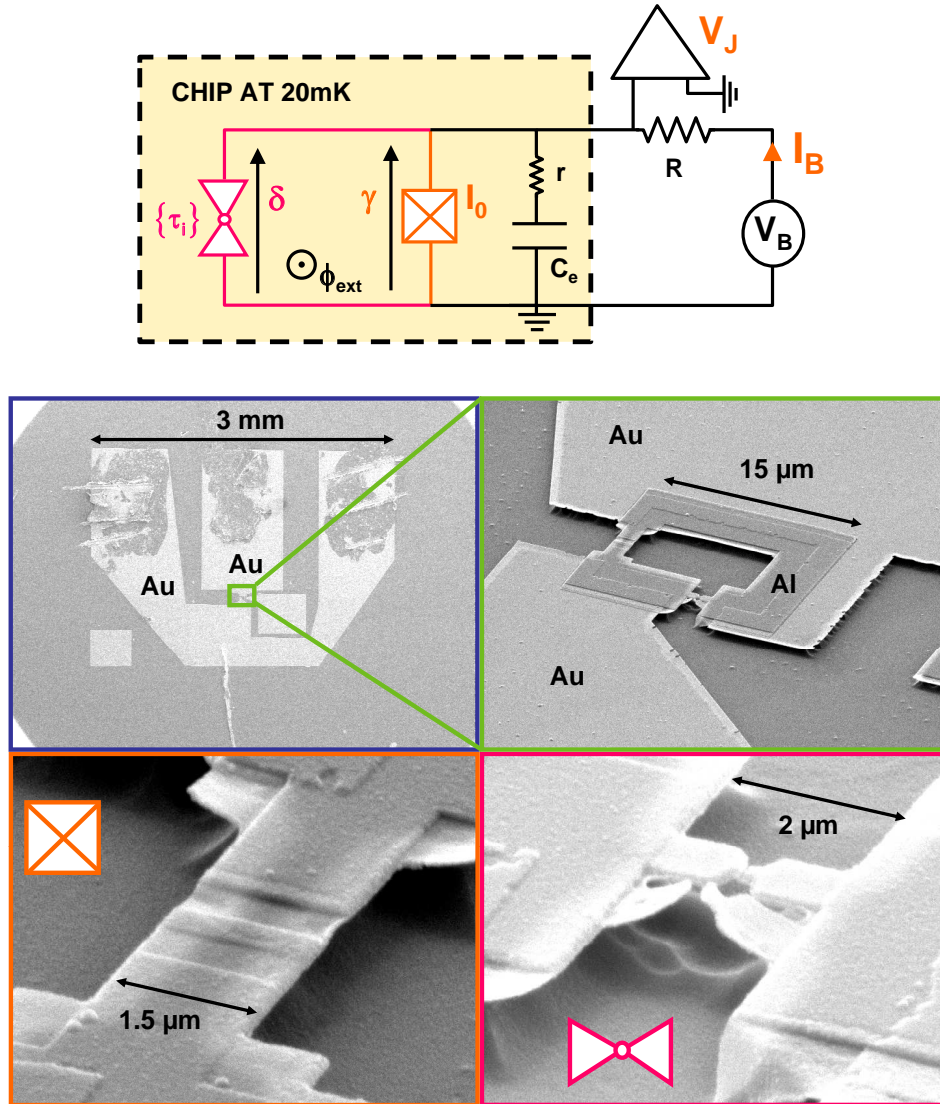 V_J
CHIP AT 20mK
I_B
R
r
{τ_i}
δ
γ
I_0
V_B
ϕ_ext
C_e
3 mm
Au
15 µm
Au
Au
Al
Au
2 µm
1.5 µm